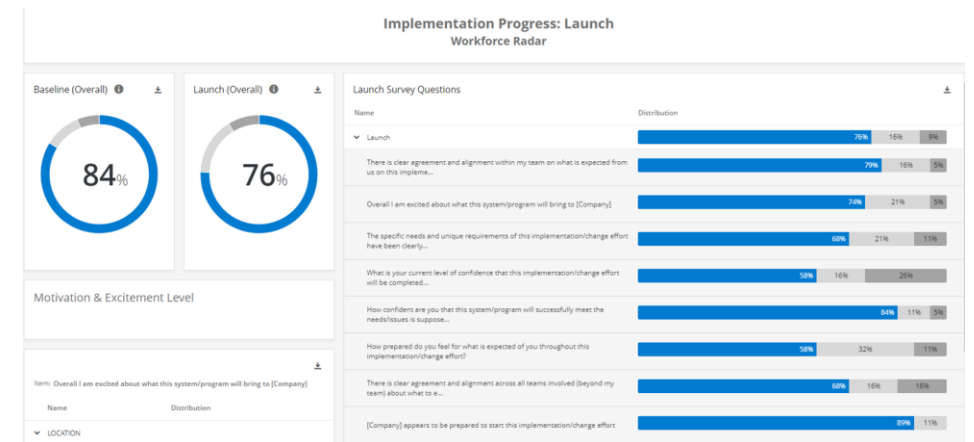 Implementation Progress: Launch
Workforce Radar
Baseline (Overall)
84%
Launch (Overall)
76%
Motivation & Excitement Level
Item: Overall I am excited about what this system/program will bring to [Company]
Name Distribution
LOCATION
Launch Survey Questions
Name Distribution
Launch 76% 16% 9%
There is clear agreement and alignment within my team on what is expected from
us on this impleme... 79% 16% 5%
Overall I am excited about what this system/program will bring to [Company] 74% 21% 5%
The specific needs and unique requirements of this implementation/change effort
have been clearly... 68% 21% 11%
What is your current level of confidence that this implementation/change effort
will be completed... 58% 16% 26%
How confident are you that this system/program will successfully meet the
needs/issues is suppose... 84% 11% 5%
How prepared do you feel for what is expected of you throughout this
implementation/change effort? 58% 32% 11%
There is clear agreement and alignment across all teams involved (beyond my
team) about what to e... 68% 16% 16%
[Company] appears to be prepared to start this implementation/change effort 89% 11%